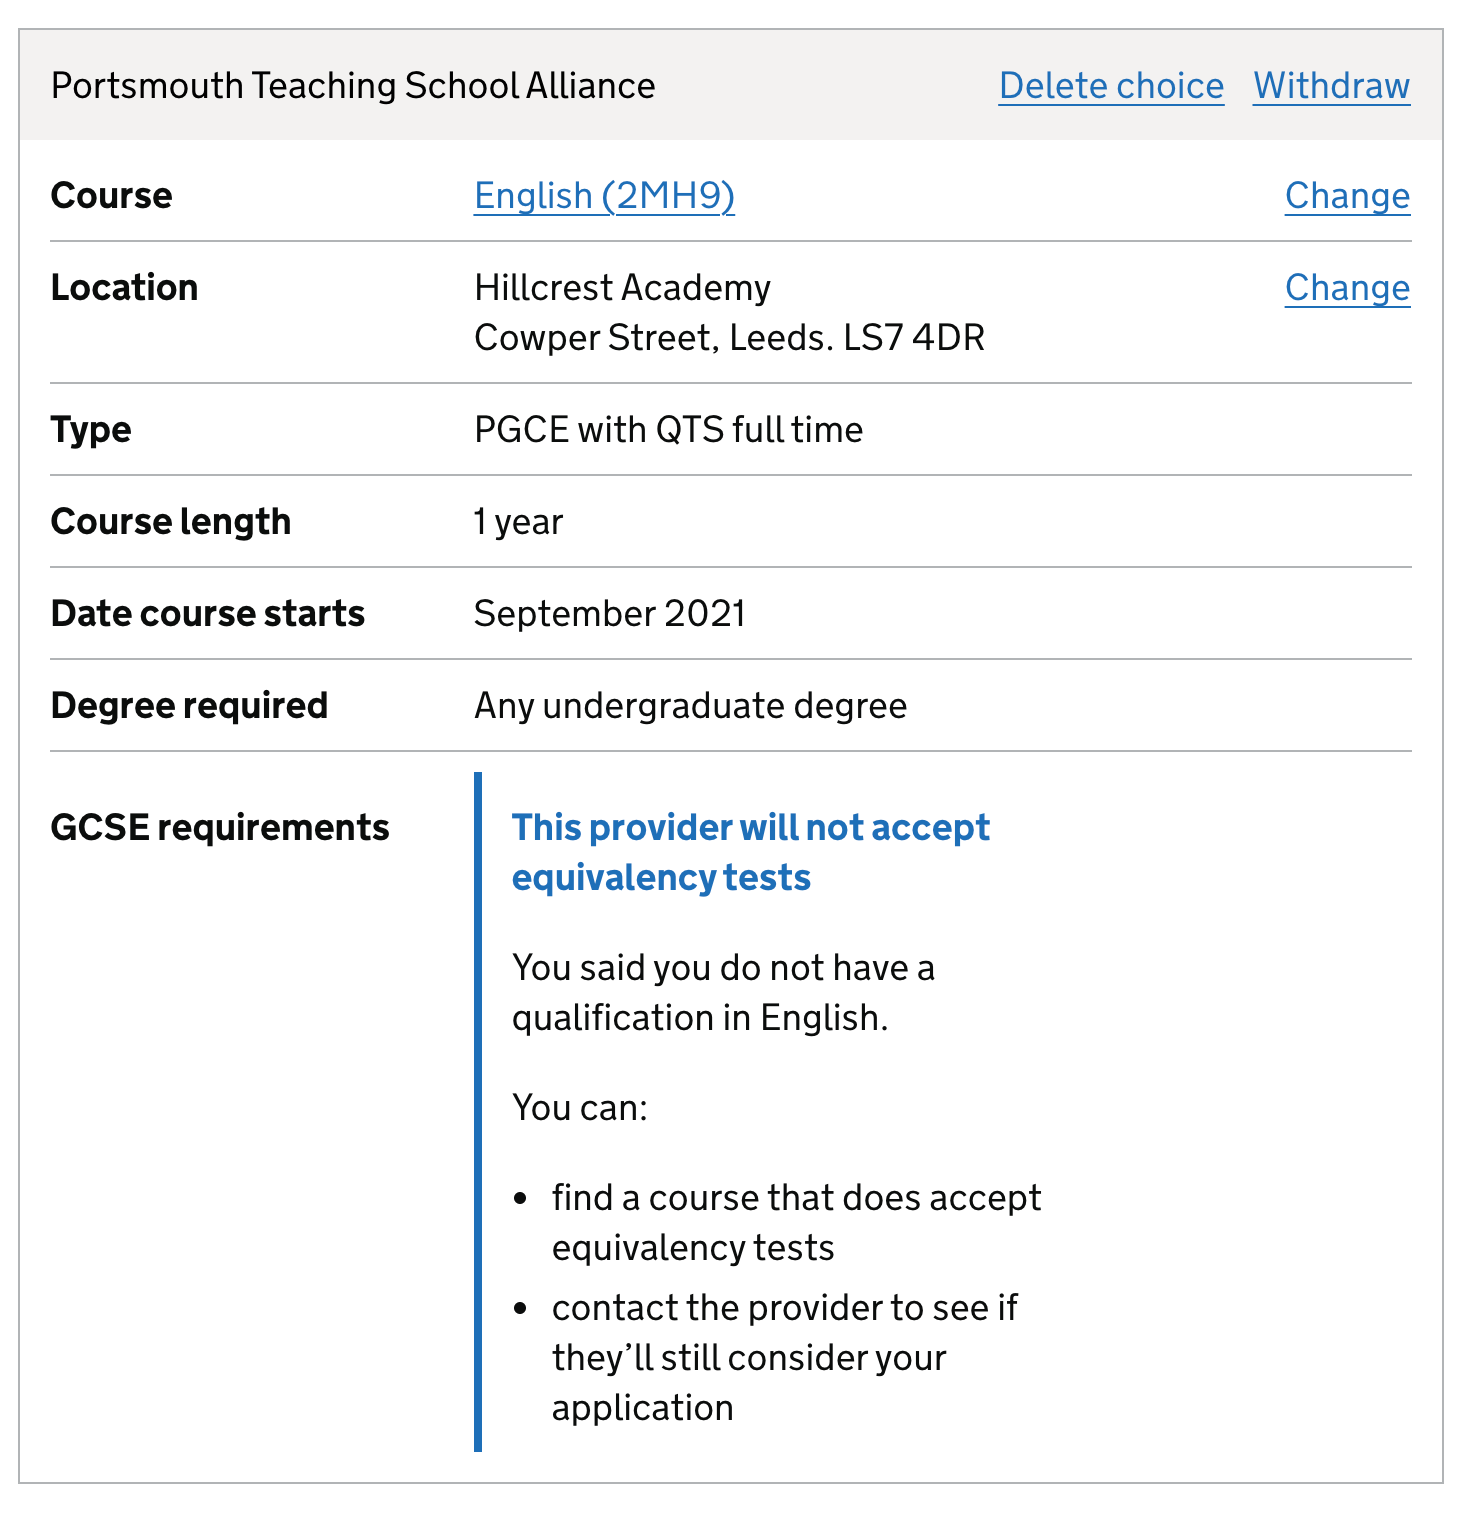 Portsmouth Teaching School Alliance Delete choice Withdraw
Course English (2MH9) Change
Location Hillcrest Academy Change
Cowper Street, Leeds. LS7 4DR
Type PGCE with QTS full time
Course length 1 year
Date course starts September 2021
Degree required Any undergraduate degree
GCSE requirements This provider will not accept
equivalency tests
You said you do not have a
qualification in English.
You can:
• find a course that does accept
equivalency tests
• contact the provider to see if
they’ll still consider your
application